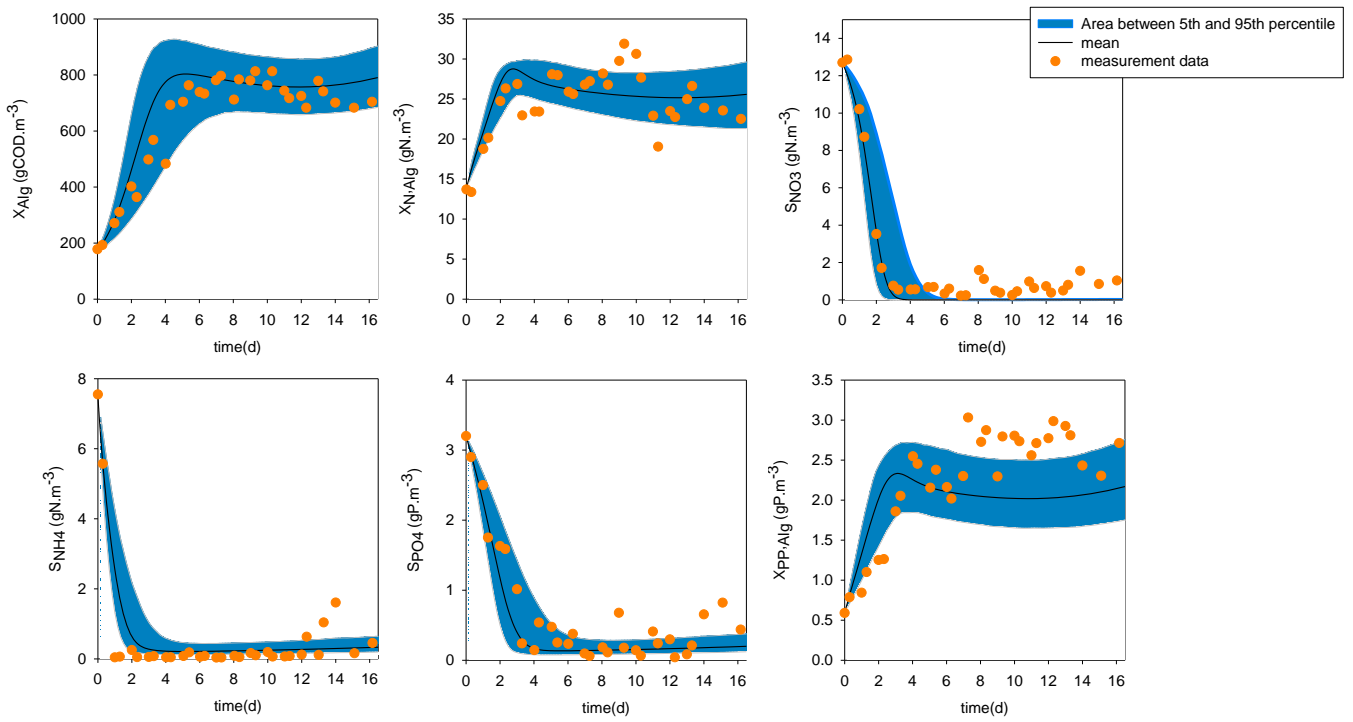 Area between 5th and 95th percentile
mean
measurement data
1000
800
600
400
200
0
X_Alg (gCOD.m^-3)
0 2 4 6 8 10 12 14 16
time(d)
35
30
25
20
15
10
5
0
X_N,Alg (gN.m^-3)
0 2 4 6 8 10 12 14 16
time(d)
14
12
10
8
6
4
2
0
S_NO3 (gN.m^-3)
0 2 4 6 8 10 12 14 16
time(d)
8
6
4
2
0
S_NH4 (gN.m^-3)
0 2 4 6 8 10 12 14 16
time(d)
4
3
2
1
0
S_PO4 (gP.m^-3)
0 2 4 6 8 10 12 14 16
time(d)
3.5
3.0
2.5
2.0
1.5
1.0
0.5
0.0
X_PP,Alg (gP.m^-3)
0 2 4 6 8 10 12 14 16
time(d)